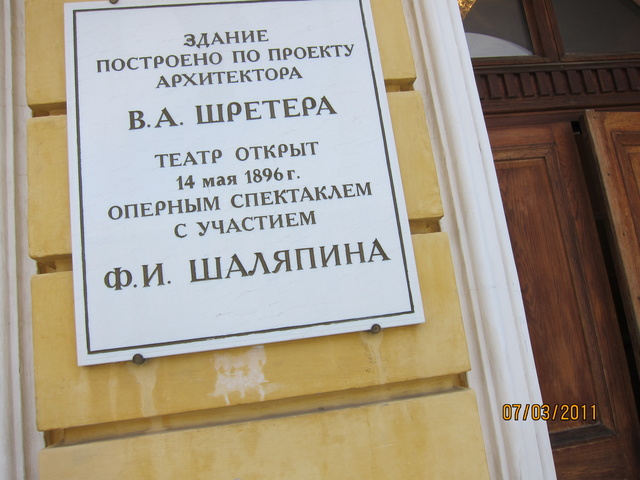 ЗДАНИЕ
ПОСТРОЕНО ПО ПРОЕКТУ
АРХИТЕКТОРА
В.А. ШРЕТЕРА
ТЕАТР ОТКРЫТ
14 мая 1896 г.
ОПЕРНЫМ СПЕКТАКЛЕМ
С УЧАСТИЕМ
Ф.И. ШАЛЯПИНА
07/03/2011